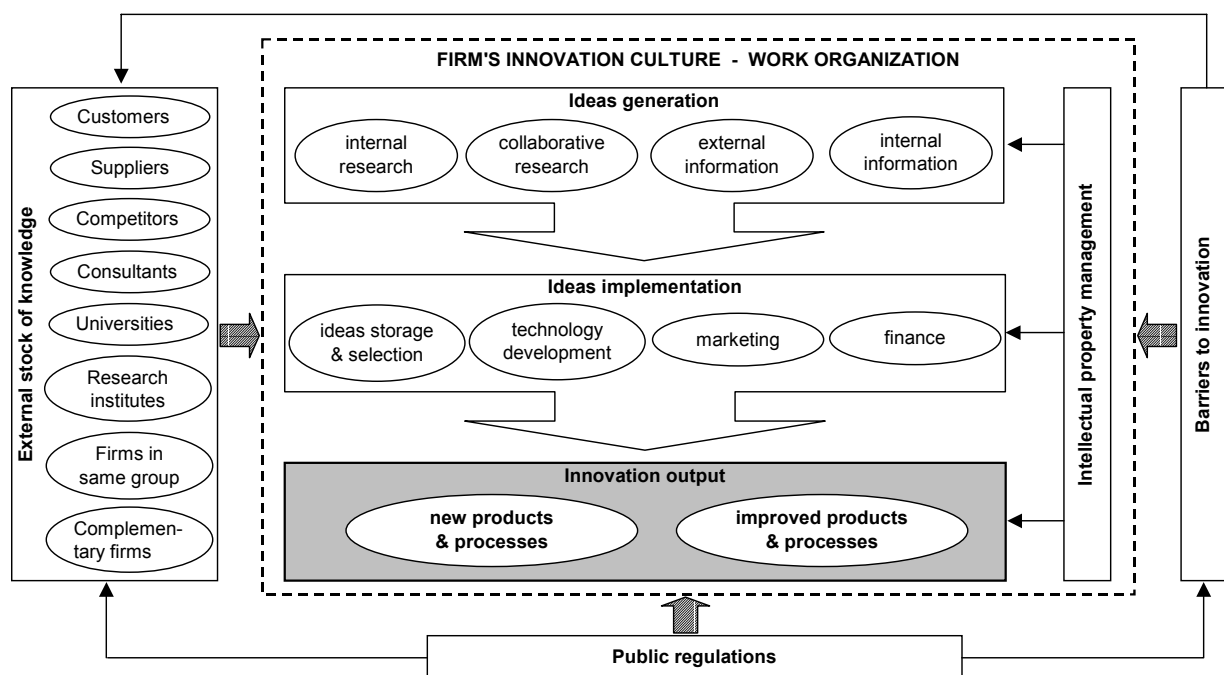 FIRM'S INNOVATION CULTURE - WORK ORGANIZATION
External stock of knowledge
Customers
Suppliers
Competitors
Consultants
Universities
Research
institutes
Firms in
same group
Complemen-
tary firms
Ideas generation
internal
research
collaborative
research
external
information
internal
information
Ideas implementation
ideas storage
& selection
technology
development
marketing
finance
Innovation output
new products
& processes
improved products
& processes
Intellectual property management
Barriers to innovation
Public regulations